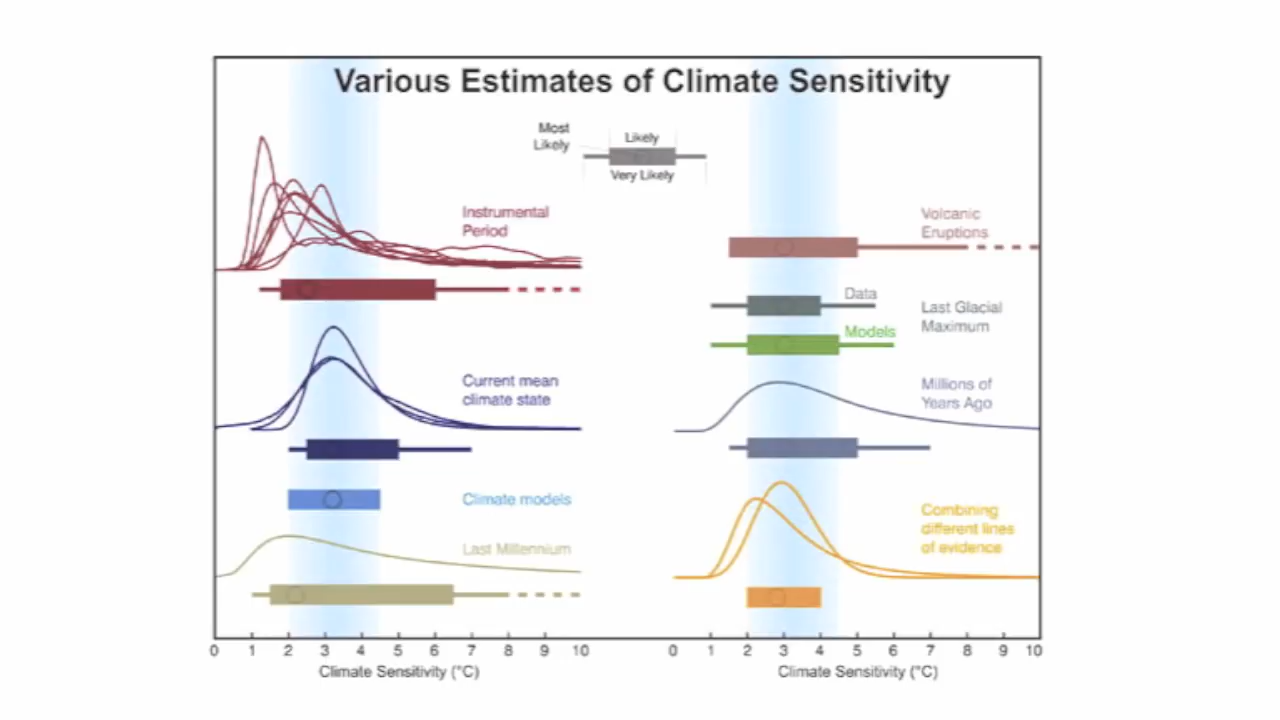 Various Estimates of Climate Sensitivity
Most
Likely
Likely
Very Likely
Instrumental
Period
Current mean
climate state
Climate models
Last Millennium
Volcanic
Eruptions
Data
Last Glacial
Maximum
Models
Millions of
Years Ago
Combining
different lines
of evidence
0 1 2 3 4 5 6 7 8 9 10
Climate Sensitivity (°C)
0 1 2 3 4 5 6 7 8 9 10
Climate Sensitivity (°C)